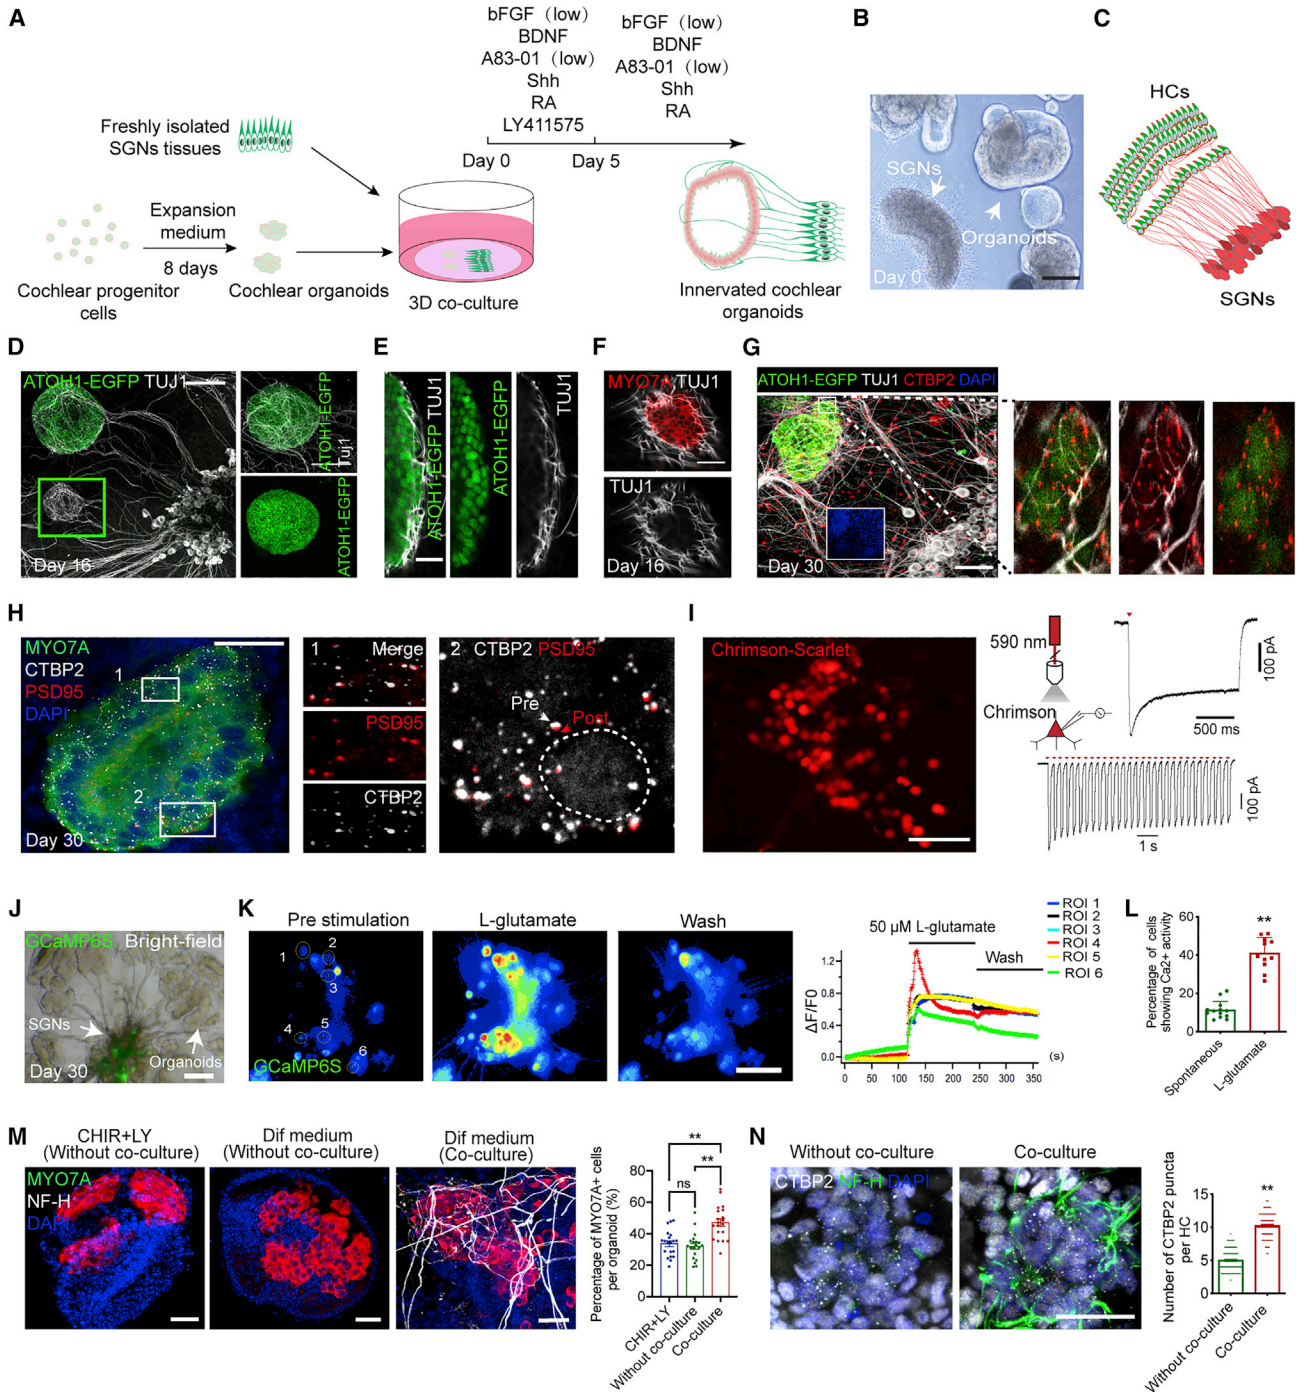 A
bFGF (low)
BDNF
A83-01 (low)
Shh
RA
LY411575
bFGF (low)
BDNF
A83-01 (low)
Shh
RA
Day 0
Day 5
Freshly isolated
SGNs tissues
Expansion
medium
8 days
Cochlear progenitor
cells
Cochlear organoids
3D co-culture
Innervated cochlear
organoids
B
SGNs
Organoids
Day 0
C
HCs
SGNs
D
ATOH1-EGFP TUJ1
Day 16
ATOH1-EGFP
Tuj1
ATOH1-EGFP
E
ATOH1-EGFP TUJ1
ATOH1-EGFP
TUJ1
F
MYO7A TUJ1
TUJ1
Day 16
G
ATOH1-EGFP TUJ1 CTBP2 DAPI
Day 30
H
MYO7A
CTBP2
PSD95
DAPI
1
2
Day 30
1 Merge
PSD95
CTBP2
2 CTBP2 PSD95
Pre
Post
I
Chrimson-Scarlet
590 nm
Chrimson
100 pA
500 ms
100 pA
1 s
J
GCaMP6S Bright-field
SGNs
Organoids
Day 30
K
Pre stimulation
1
2
3
4
5
6
GCaMP6S
L-glutamate
Wash
50 µM L-glutamate
Wash
ROI 1
ROI 2
ROI 3
ROI 4
ROI 5
ROI 6
ΔF/F0
1.2
0.8
0.4
0.0
0 50 100 150 200 250 300 350
(s)
L
Percentage of cells
showing Ca2+ activity
60
40
20
0
**
Spontaneous
L-glutamate
M
CHIR+LY
(Without co-culture)
MYO7A
NF-H
DAPI
Dif medium
(Without co-culture)
Dif medium
(Co-culture)
Percentage of MYO7A+ cells
per organoid (%)
80
60
40
20
0
**
**
ns
CHIR+LY
Without co-culture
Co-culture
N
Without co-culture
CTBP2 NF-H DAPI
Co-culture
Number of CTBP2 puncta
per HC
15
10
5
0
**
Without co-culture
Co-culture